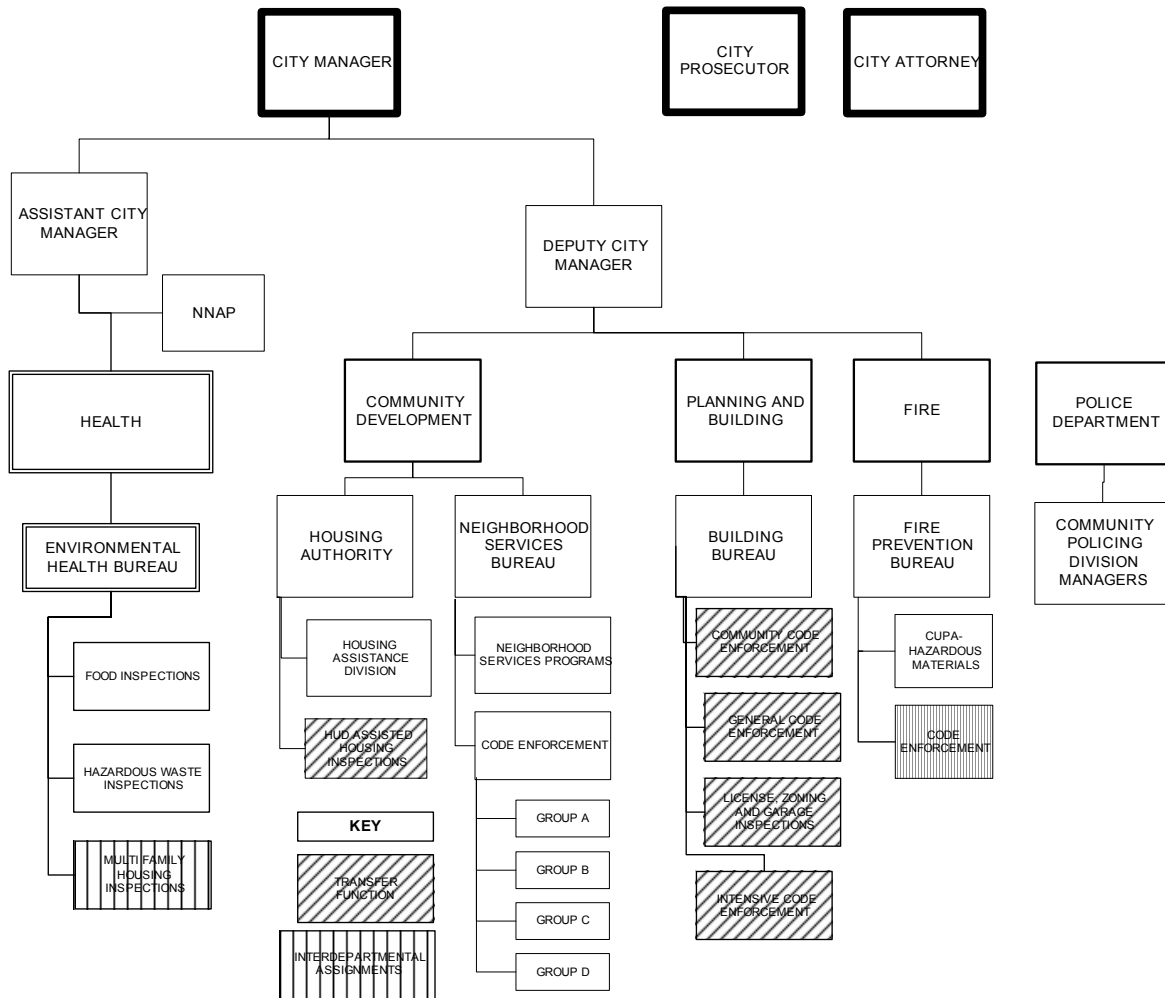 CITY MANAGER
CITY
PROSECUTOR
CITY ATTORNEY
ASSISTANT CITY
MANAGER
DEPUTY CITY
MANAGER
NNAP
HEALTH
COMMUNITY
DEVELOPMENT
PLANNING AND
BUILDING
FIRE
POLICE
DEPARTMENT
ENVIRONMENTAL
HEALTH BUREAU
HOUSING
AUTHORITY
NEIGHBORHOOD
SERVICES
BUREAU
BUILDING
BUREAU
FIRE
PREVENTION
BUREAU
COMMUNITY
POLICING
DIVISION
MANAGERS
FOOD INSPECTIONS
HAZARDOUS WASTE
INSPECTIONS
MULTI FAMILY
HOUSING
INSPECTIONS
HOUSING
ASSISTANCE
DIVISION
HUD ASSISTED
HOUSING
INSPECTIONS
NEIGHBORHOOD
SERVICES PROGRAMS
CODE ENFORCEMENT
GROUP A
GROUP B
GROUP C
GROUP D
COMMUNITY CODE
ENFORCEMENT
GENERAL CODE
ENFORCEMENT
LICENSE, ZONING
AND GARAGE
INSPECTIONS
INTENSIVE CODE
ENFORCEMENT
CUPA-
HAZARDOUS
MATERIALS
CODE
ENFORCEMENT
KEY
TRANSFER
FUNCTION
INTERDEPARTMENTAL
ASSIGNMENTS